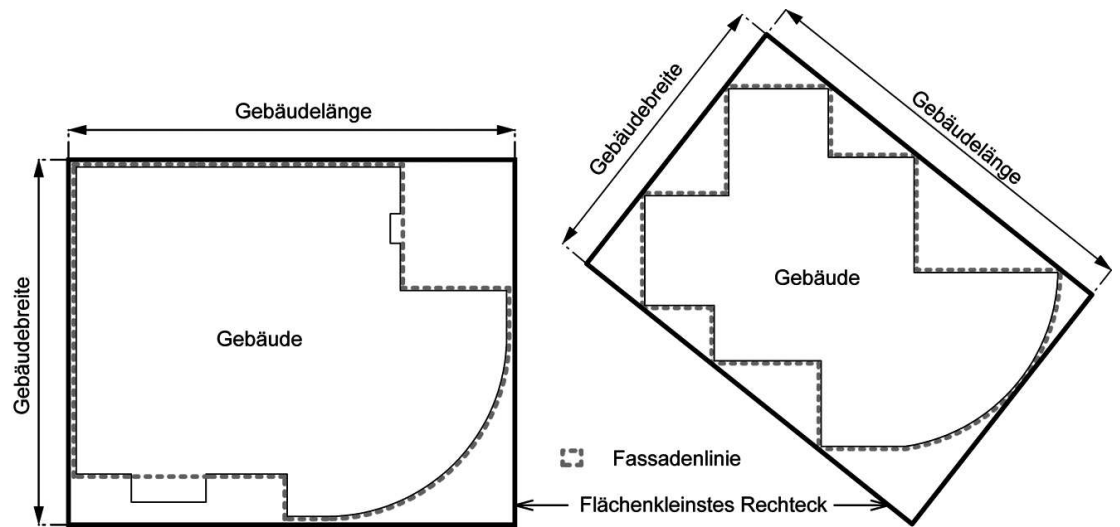 Gebäudelänge
Gebäudebreite
Gebäude
Gebäudebreite
Gebäudelänge
Gebäude
Fassadenlinie
Flächenkleinstes Rechteck